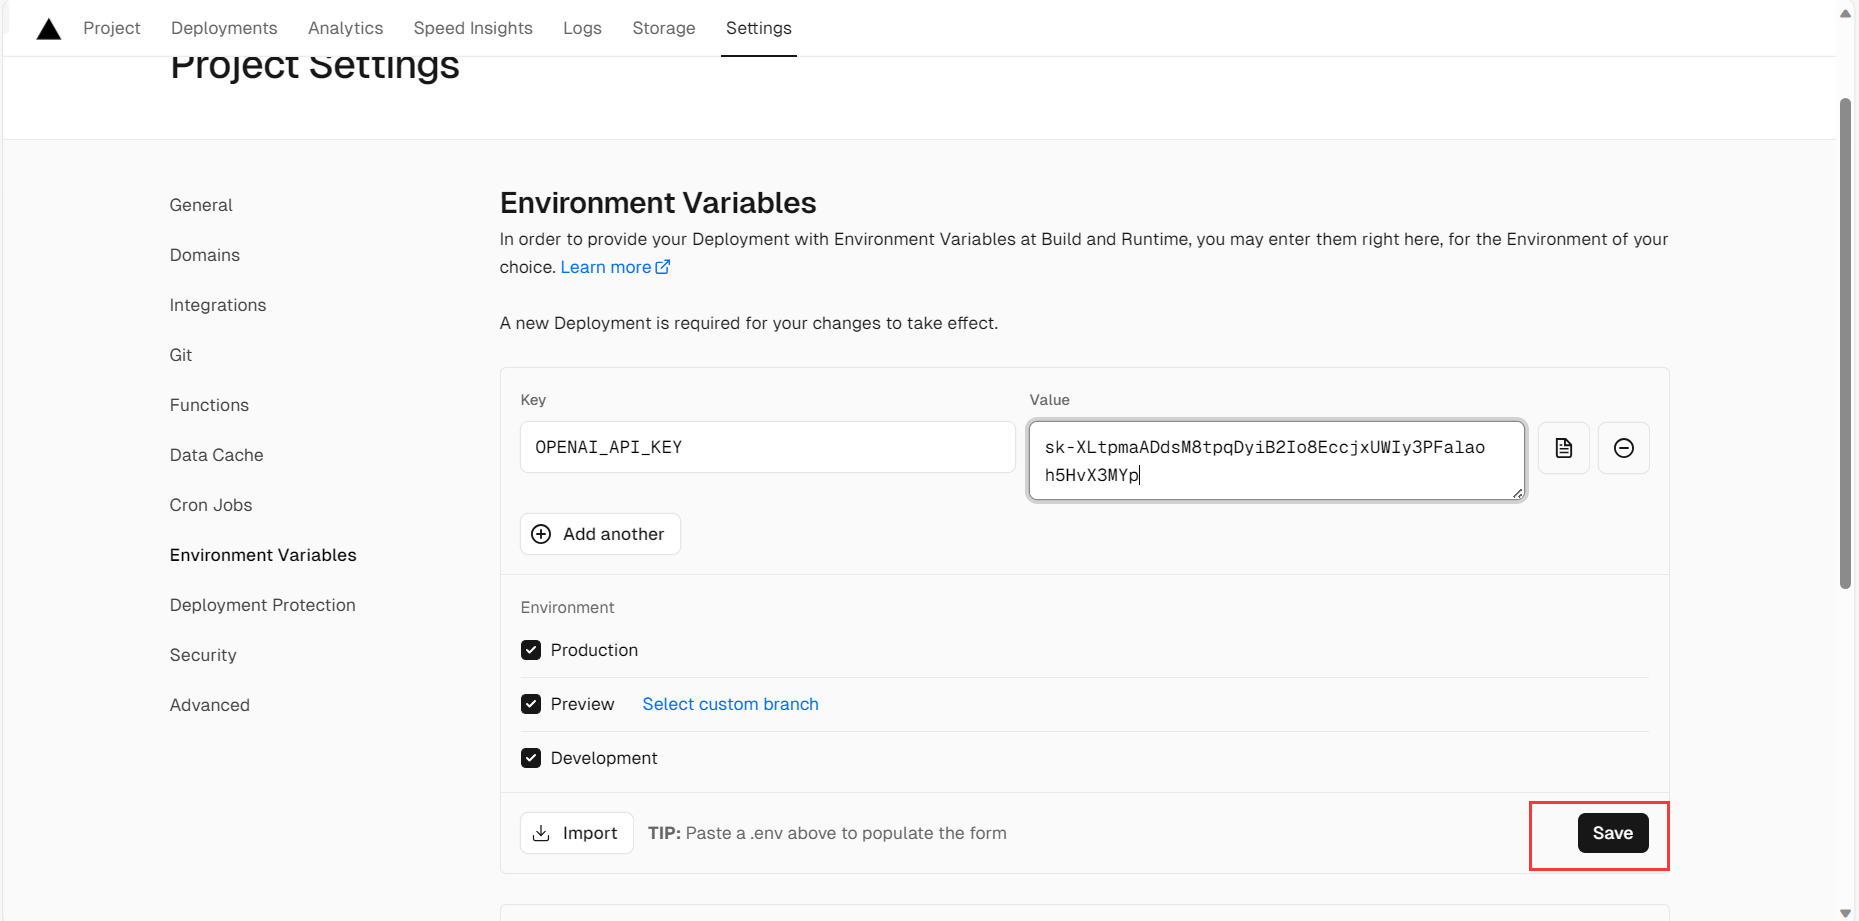 Project Deployments Analytics Speed Insights Logs Storage Settings
Project Settings
General
Domains
Integrations
Git
Functions
Data Cache
Cron Jobs
Environment Variables
Deployment Protection
Security
Advanced
Environment Variables
In order to provide your Deployment with Environment Variables at Build and Runtime, you may enter them right here, for the Environment of your
choice. Learn more
A new Deployment is required for your changes to take effect.
Key Value
OPENAI_API_KEY
sk-XLtpmaADdsM8tpqDyiB2Io8EccjxUWIy3PFalao
h5HvX3MYp
Add another
Environment
Production
Preview Select custom branch
Development
Import TIP: Paste a .env above to populate the form Save